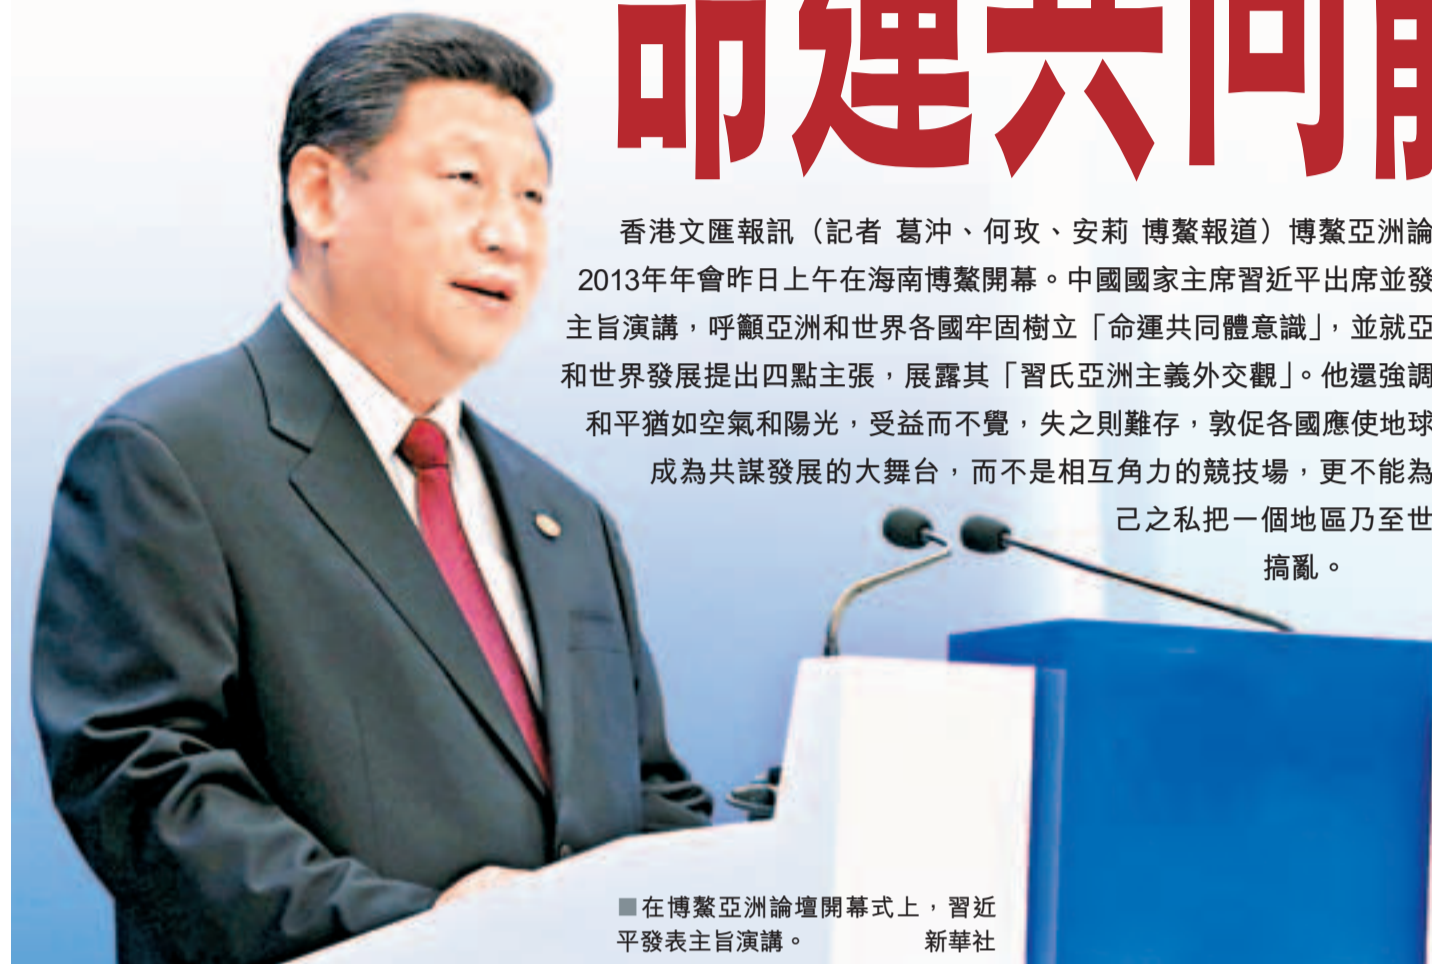 命運共同
香港文匯報訊（記者 葛沖、何玫、安莉 博鰲報道）博鰲亞洲論
2013年年會昨日上午在海南博鰲開幕。中國國家主席習近平出席並發
主旨演講，呼籲亞洲和世界各國牢固樹立「命運共同體意識」，並就亞
和世界發展提出四點主張，展露其「習氏亞洲主義外交觀」。他還強調
和平猶如空氣和陽光，受益而不覺，失之則難存，敦促各國應使地球
成為共謀發展的大舞台，而不是相互角力的競技場，更不能為
己之私把一個地區乃至世
搞亂。
■在博鰲亞洲論壇開幕式上，習近
平發表主旨演講。 新華社